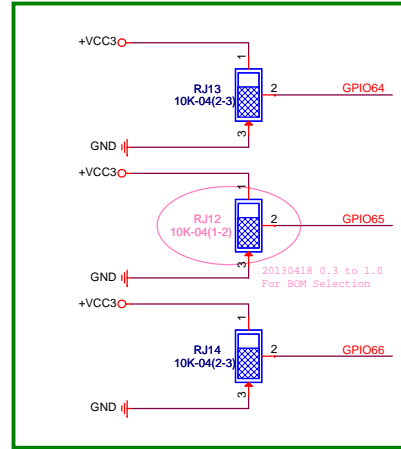 +VCC3
1
RJ13
10K-04(2-3)
2
GPIO64
3
GND
+VCC3
1
RJ12
10K-04(1-2)
2
GPIO65
3
20130418 0.3 to 1.0
For BOM Selection
GND
+VCC3
1
RJ14
10K-04(2-3)
2
GPIO66
3
GND